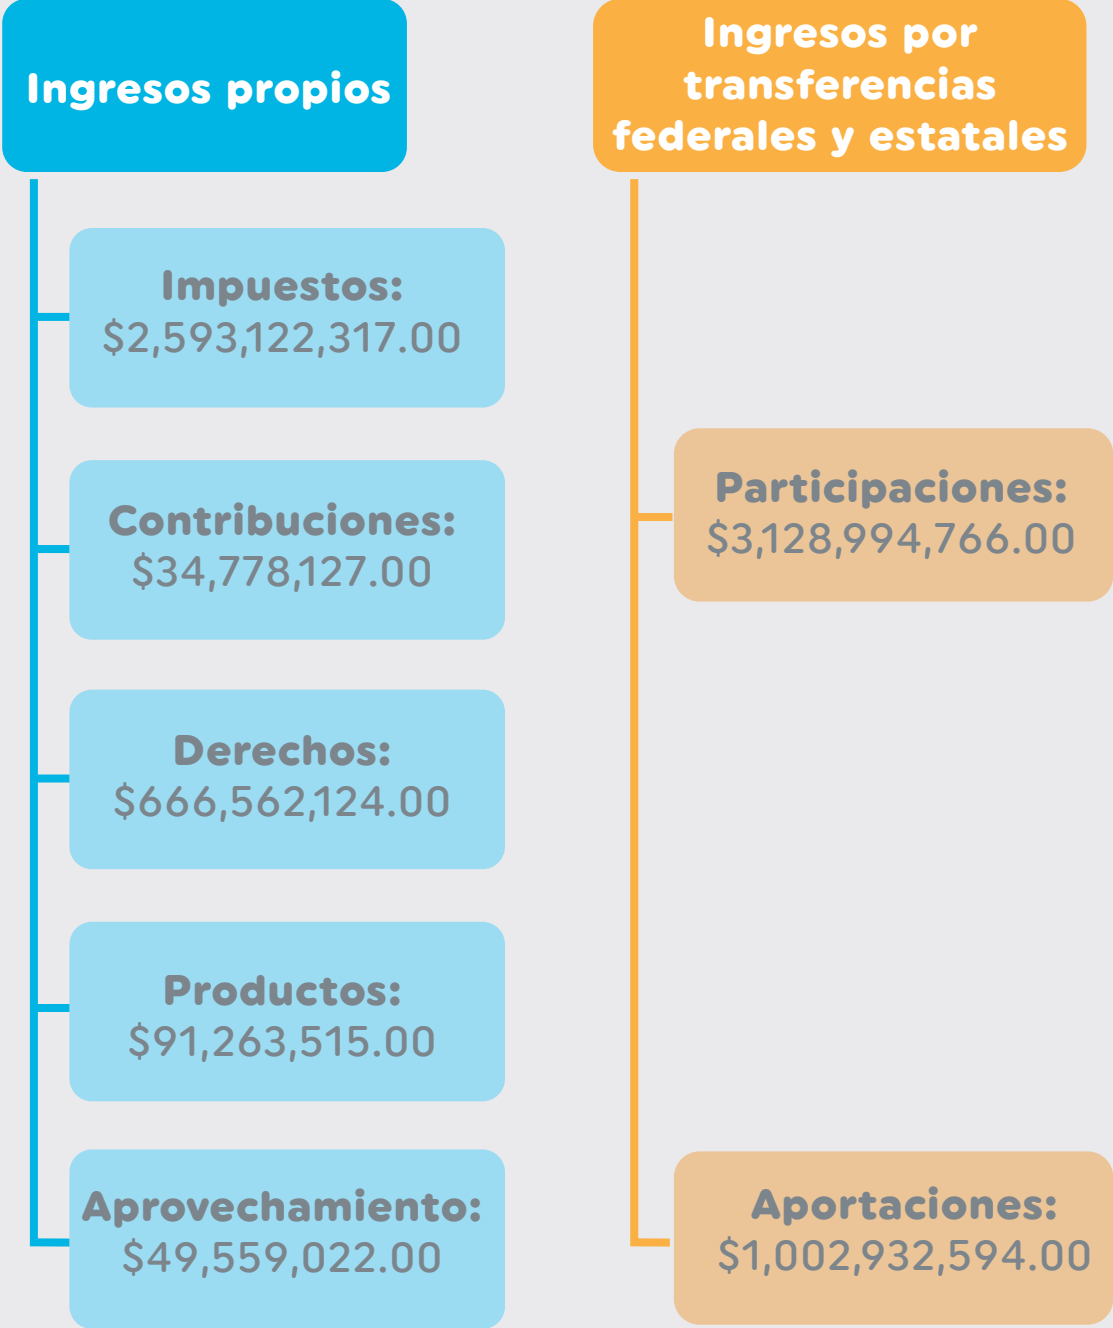 Ingresos propios
Impuestos:
$2,593,122,317.00
Contribuciones:
$34,778,127.00
Derechos:
$666,562,124.00
Productos:
$91,263,515.00
Aprovechamiento:
$49,559,022.00
Ingresos por
transferencias
federales y estatales
Participaciones:
$3,128,994,766.00
Aportaciones:
$1,002,932,594.00